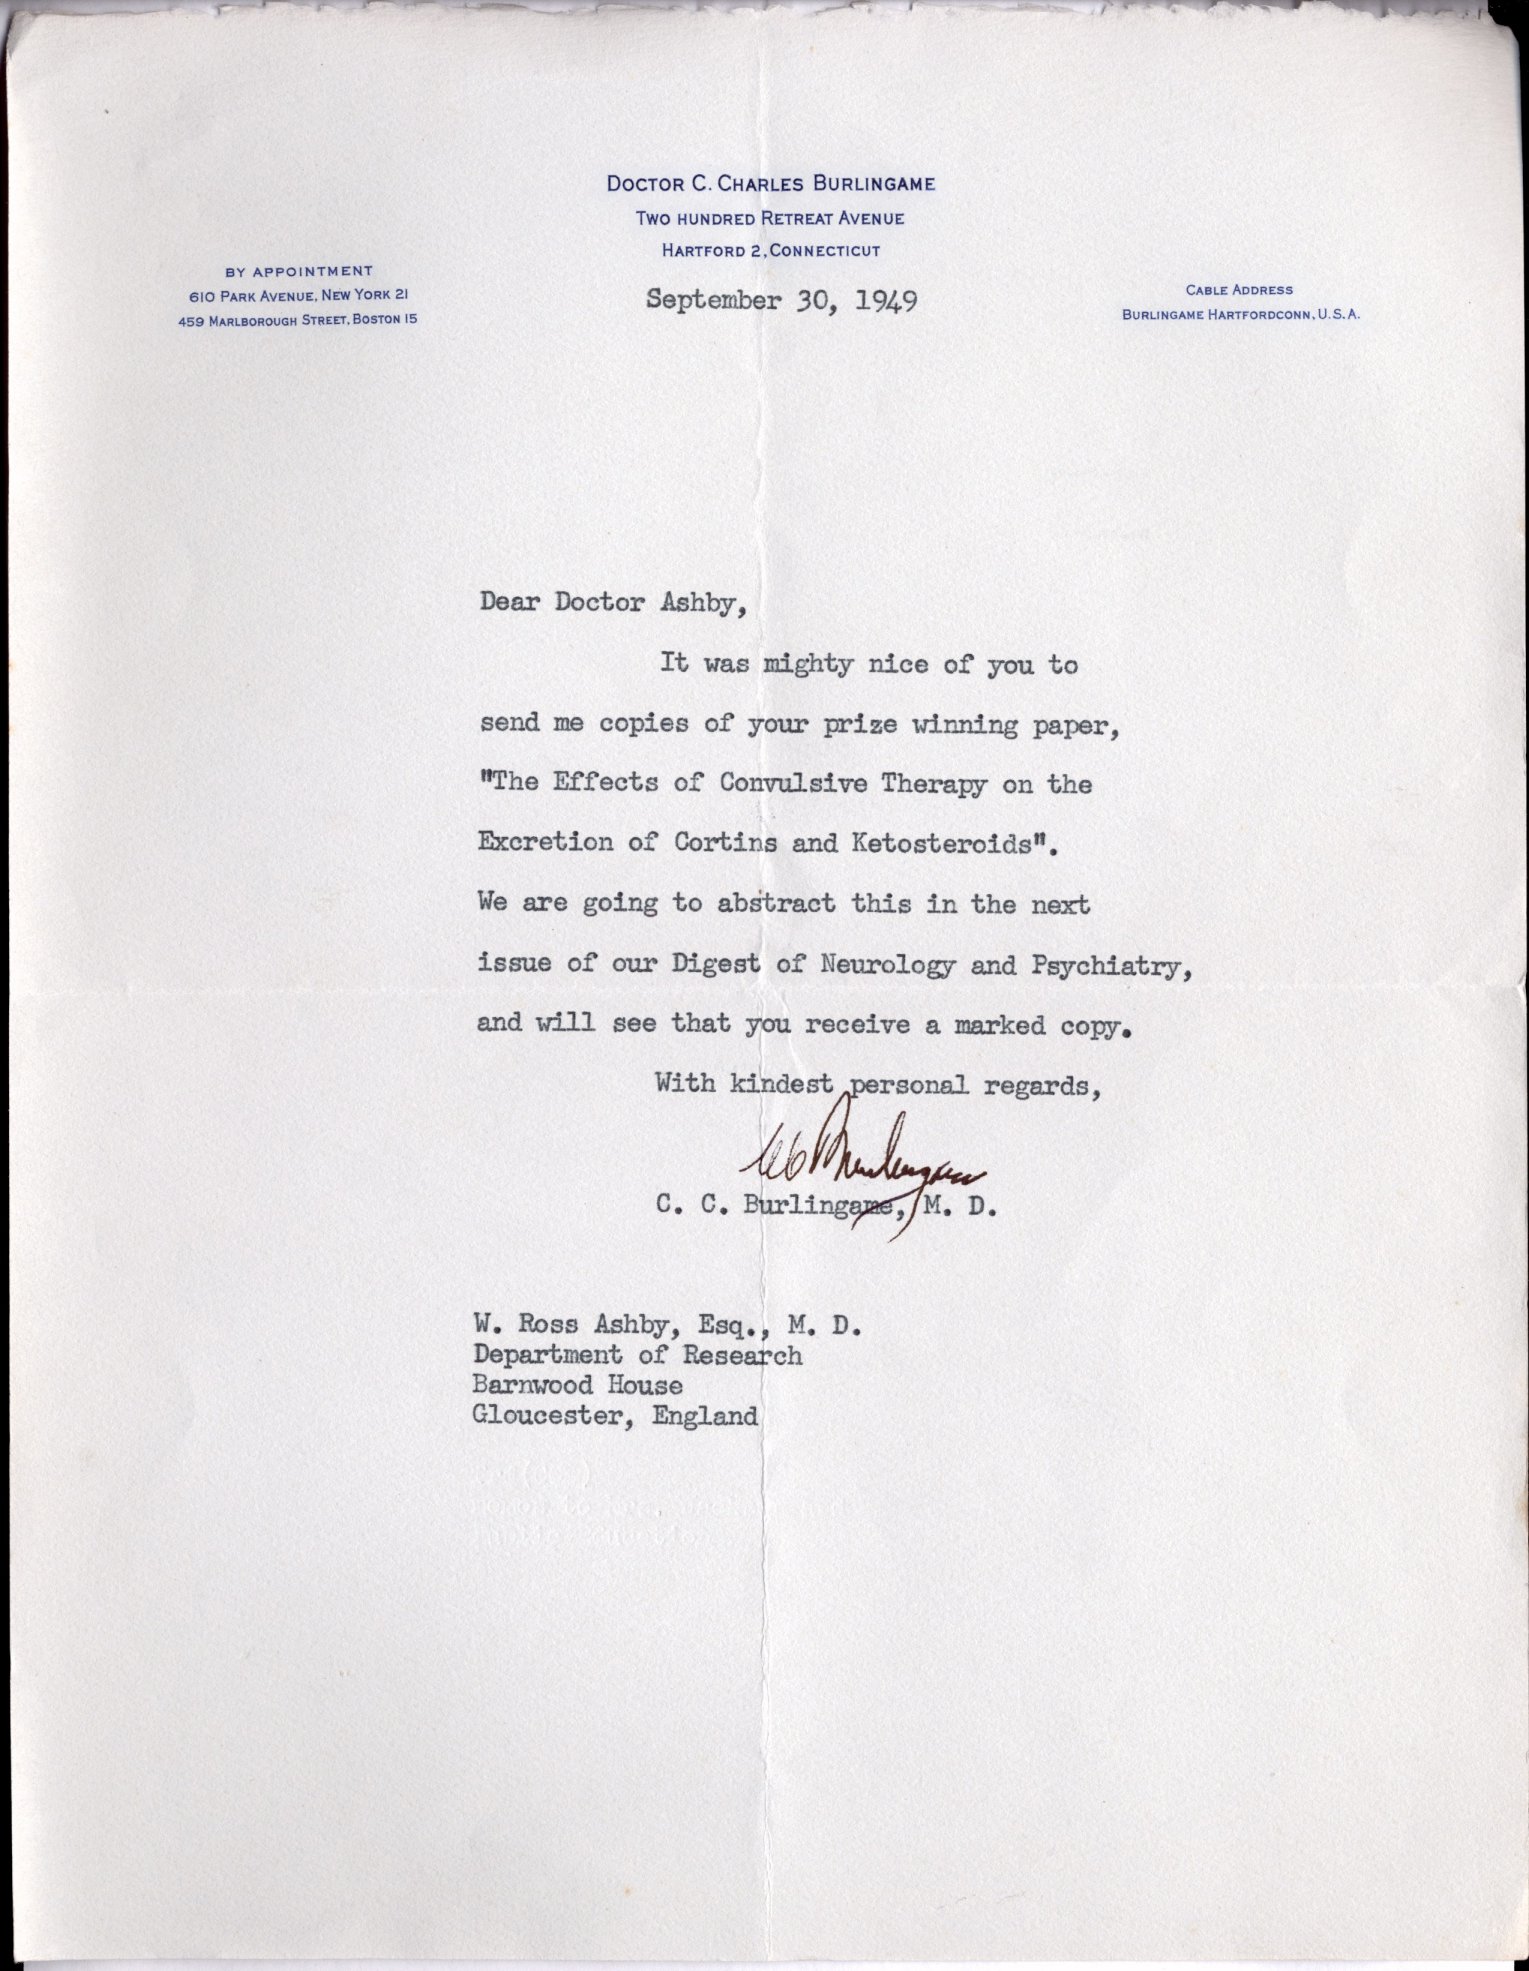 DOCTOR C. CHARLES BURLINGAME
TWO HUNDRED RETREAT AVENUE
HARTFORD 2, CONNECTICUT
BY APPOINTMENT
610 PARK AVENUE, NEW YORK 21
459 MARLBOROUGH STREET, BOSTON 15
CABLE ADDRESS
BURLINGAME HARTFORDCONN, U.S.A.
September 30, 1949
Dear Doctor Ashby,
It was mighty nice of you to
send me copies of your prize winning paper,
"The Effects of Convulsive Therapy on the
Excretion of Cortins and Ketosteroids".
We are going to abstract this in the next
issue of our Digest of Neurology and Psychiatry,
and will see that you receive a marked copy.
With kindest personal regards,
CC Burlingame
C. C. Burlingame, M. D.
W. Ross Ashby, Esq., M. D.
Department of Research
Barnwood House
Gloucester, England